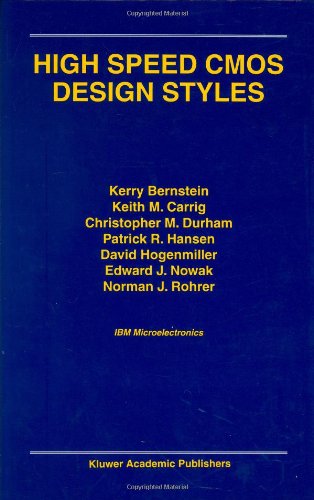 HIGH SPEED CMOS
DESIGN STYLES
Kerry Bernstein
Keith M. Carrig
Christopher M. Durham
Patrick R. Hansen
David Hogenmiller
Edward J. Nowak
Norman J. Rohrer
IBM Microelectronics
Kluwer Academic Publishers